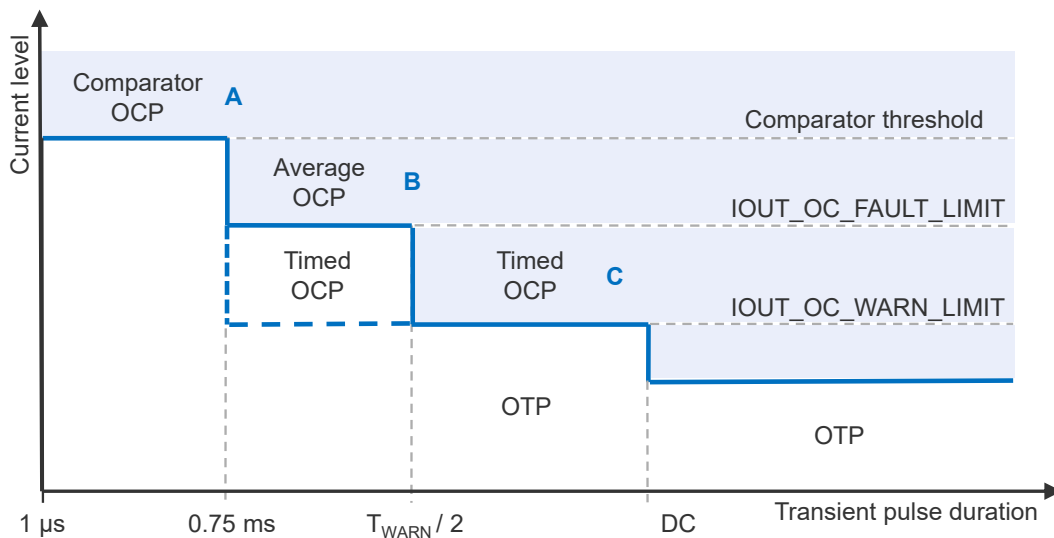 Current level
Comparator
OCP
A
Comparator threshold
Average
OCP
B
IOUT_OC_FAULT_LIMIT
Timed
OCP
Timed
OCP
C
IOUT_OC_WARN_LIMIT
OTP
OTP
1 µs
0.75 ms
TWARN / 2
DC
Transient pulse duration